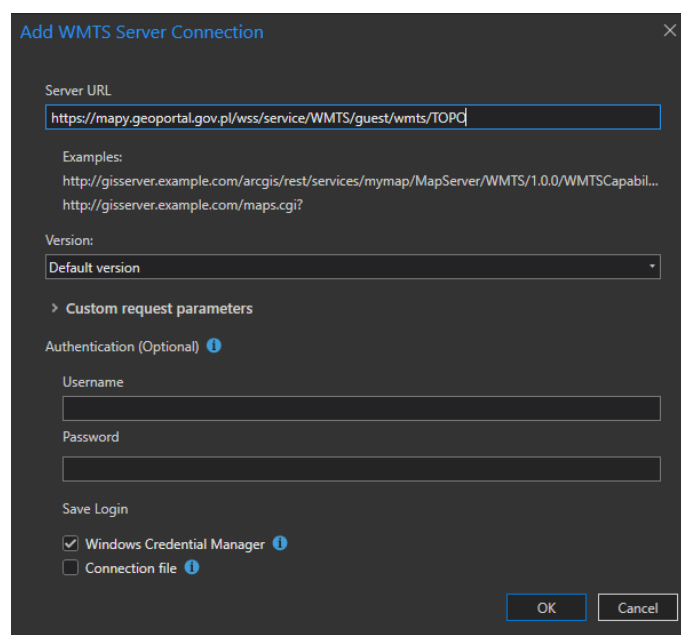 Add WMTS Server Connection
Server URL
https://mapy.geoportal.gov.pl/wss/service/WMTS/guest/wmts/TOPO
Examples:
http://gisserver.example.com/arcgis/rest/services/mymap/MapServer/WMTS/1.0.0/WMTSCapabil...
http://gisserver.example.com/maps.cgi?
Version:
Default version
Custom request parameters
Authentication (Optional)
Username
Password
Save Login
Windows Credential Manager
Connection file
OK Cancel